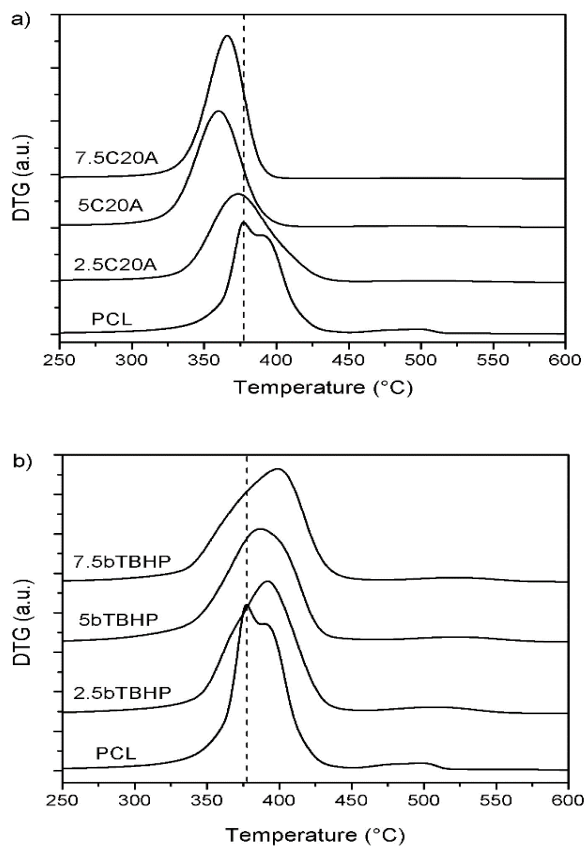 a)
DTG (a.u.)
7.5C20A
5C20A
2.5C20A
PCL
250 300 350 400 450 500 550 600
Temperature (°C)
b)
DTG (a.u.)
7.5bTBHP
5bTBHP
2.5bTBHP
PCL
250 300 350 400 450 500 550 600
Temperature (°C)